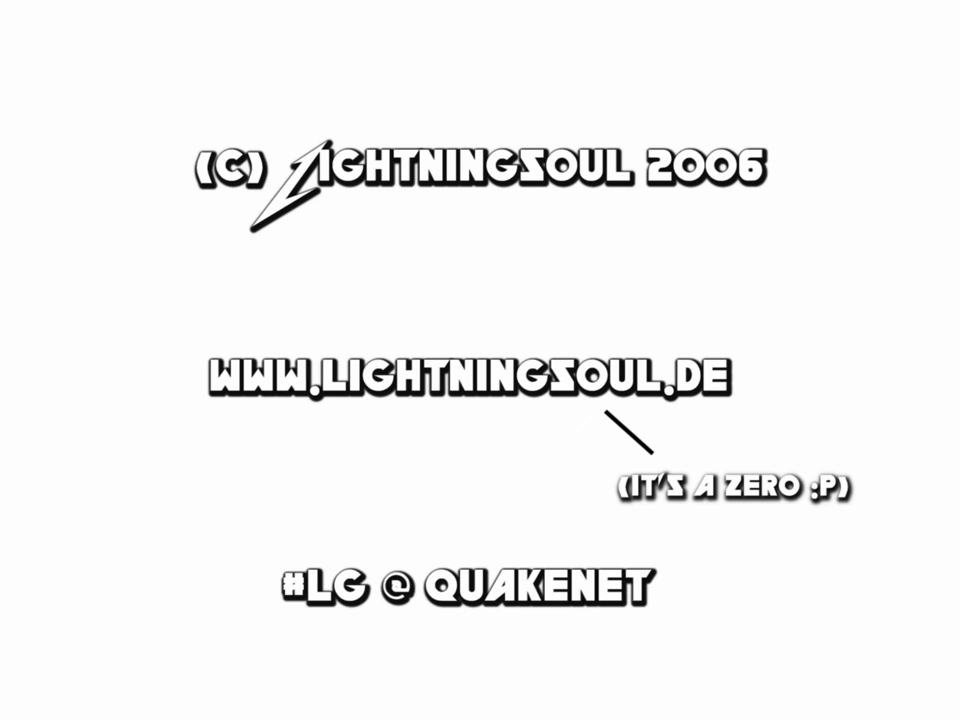 (C) LIGHTNINGSOUL 2006
WWW.LIGHTNINGS0UL.DE
(IT'S A ZERO ;P)
#LG @ QUAKENET